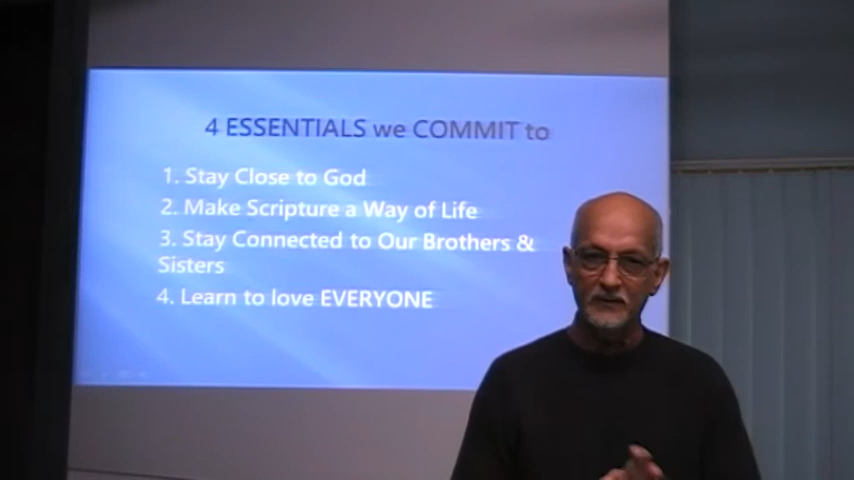 4 ESSENTIALS we COMMIT to
1. Stay Close to God
2. Make Scripture a Way of Life
3. Stay Connected to Our Brothers &
Sisters
4. Learn to love EVERYONE